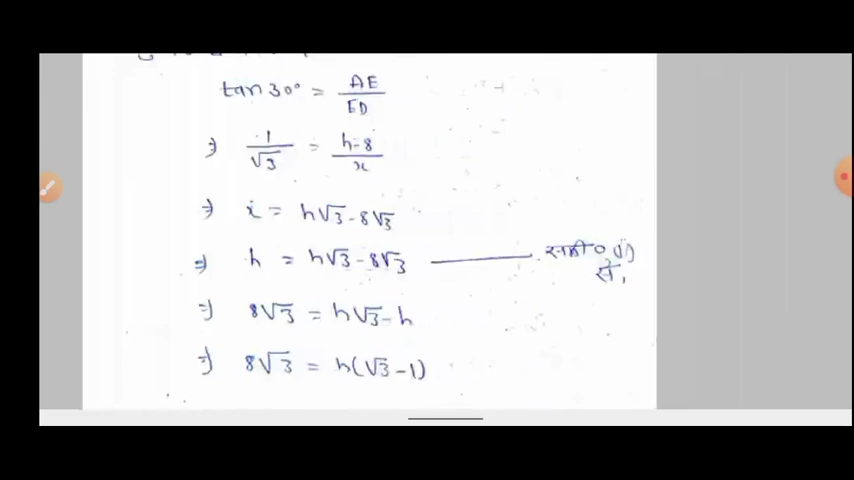 tan 30° = AE/ED
⇒ 1/√3 = h-8/x
⇒ x = h√3 - 8√3
⇒ h = h√3 - 8√3 ——— समी० (i) से,
⇒ 8√3 = h√3 - h
⇒ 8√3 = h(√3 - 1)